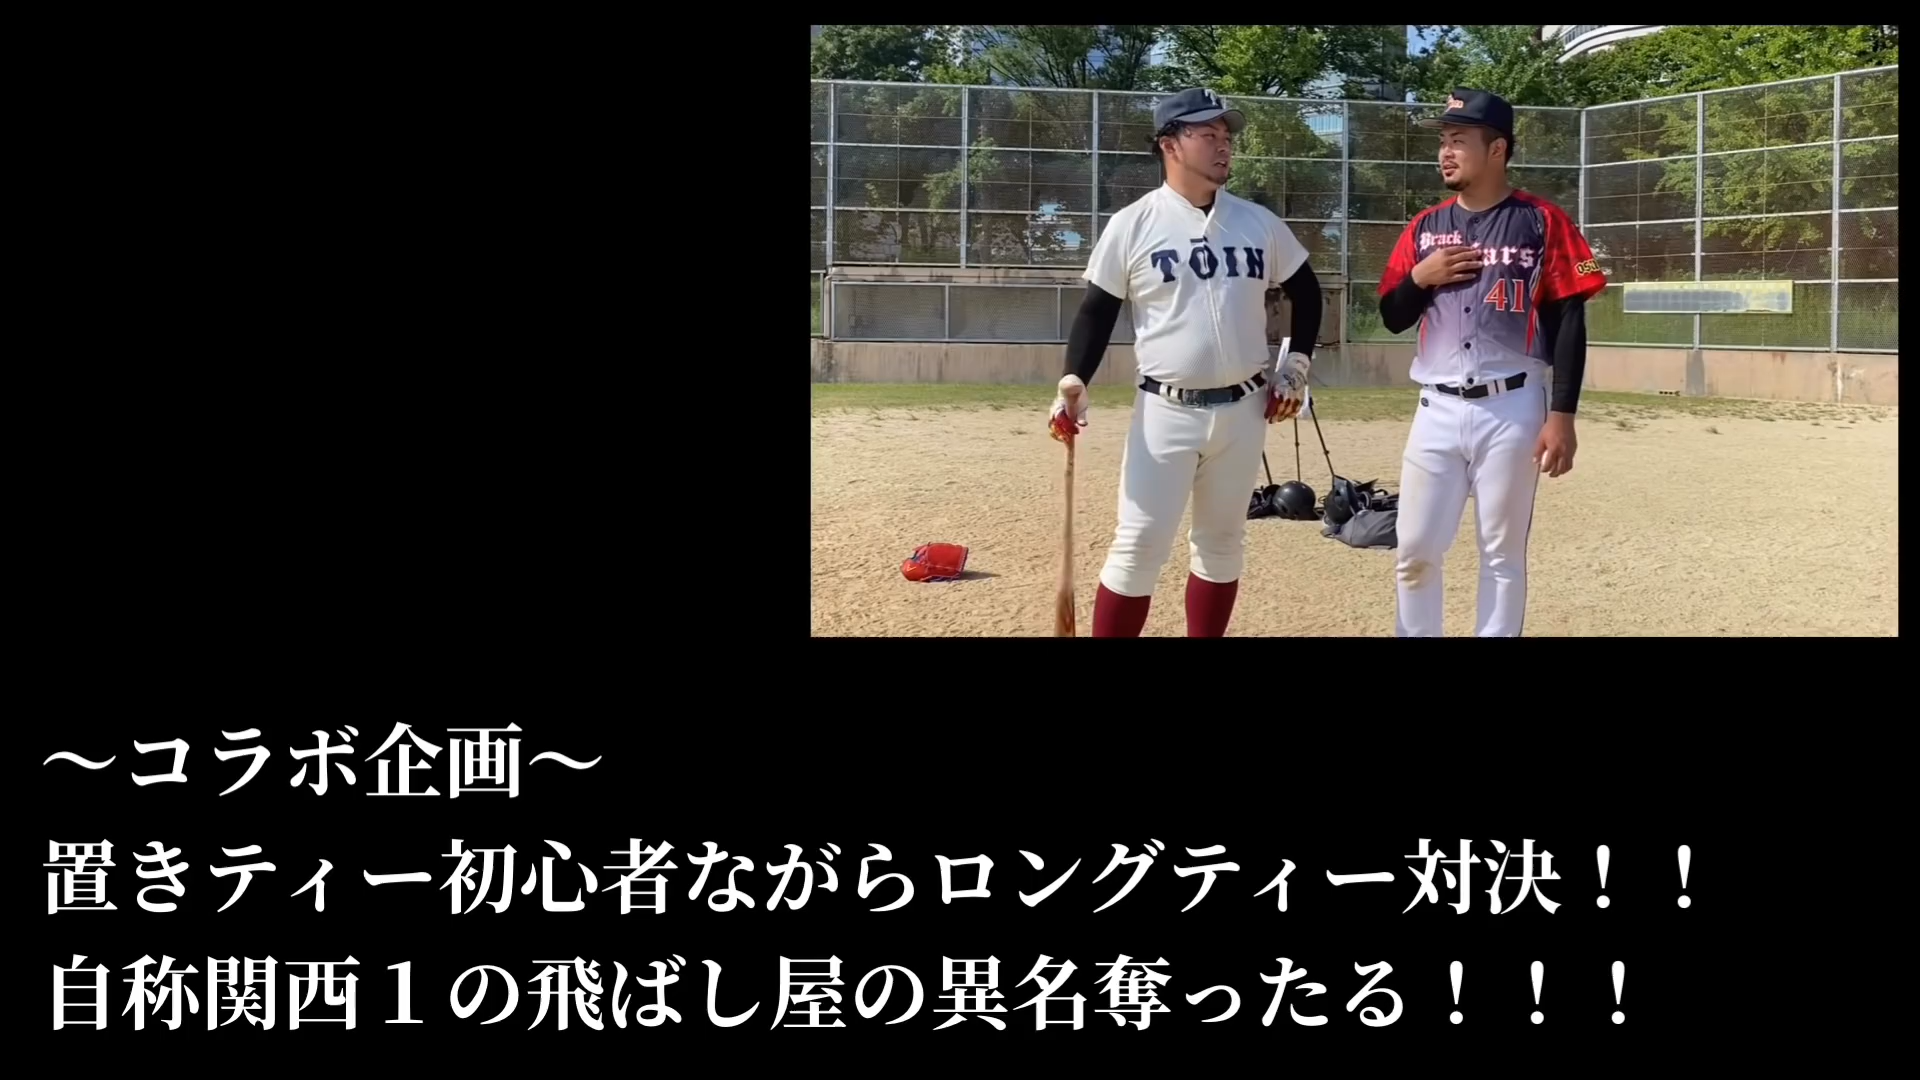 TŌIN
Brack
41
～コラボ企画～
置きティー初心者ながらロングティー対決！！
自称関西１の飛ばし屋の異名奪ったる！！！